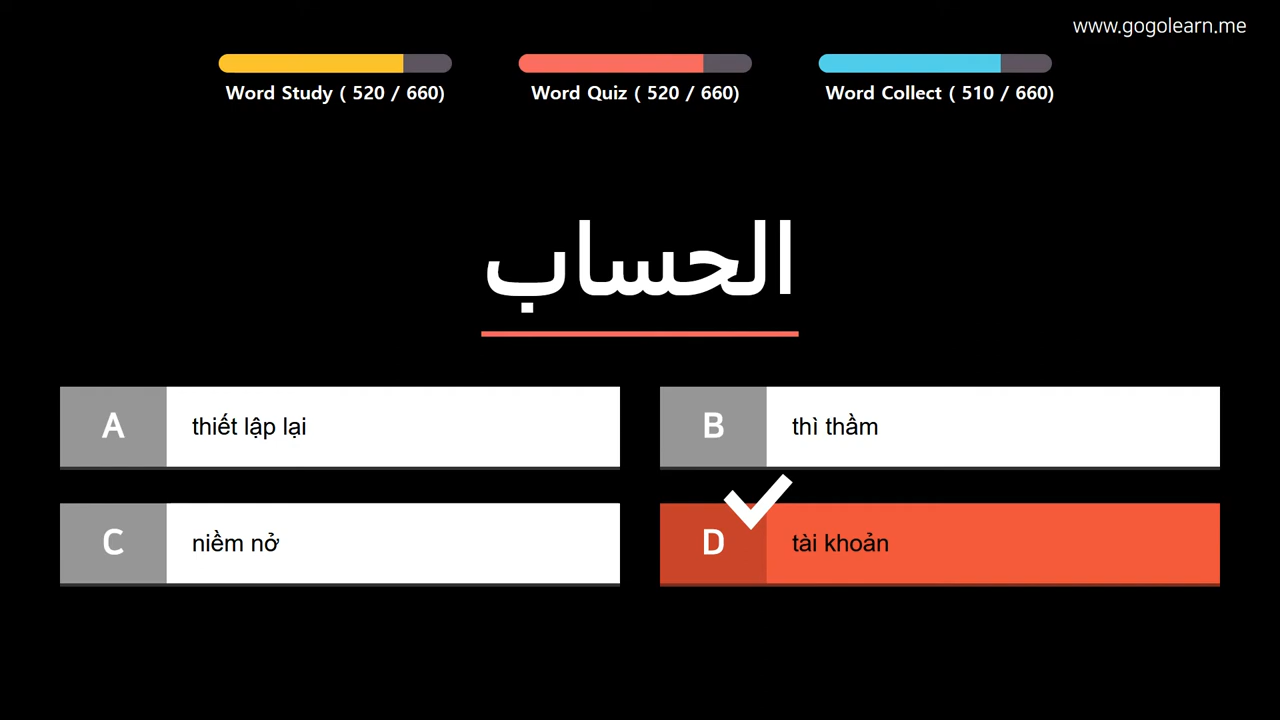 www.gogolearn.me
Word Study ( 520 / 660)
Word Quiz ( 520 / 660)
Word Collect ( 510 / 660)
الحساب
A
thiết lập lại
B
thì thầm
C
niềm nở
D
tài khoản